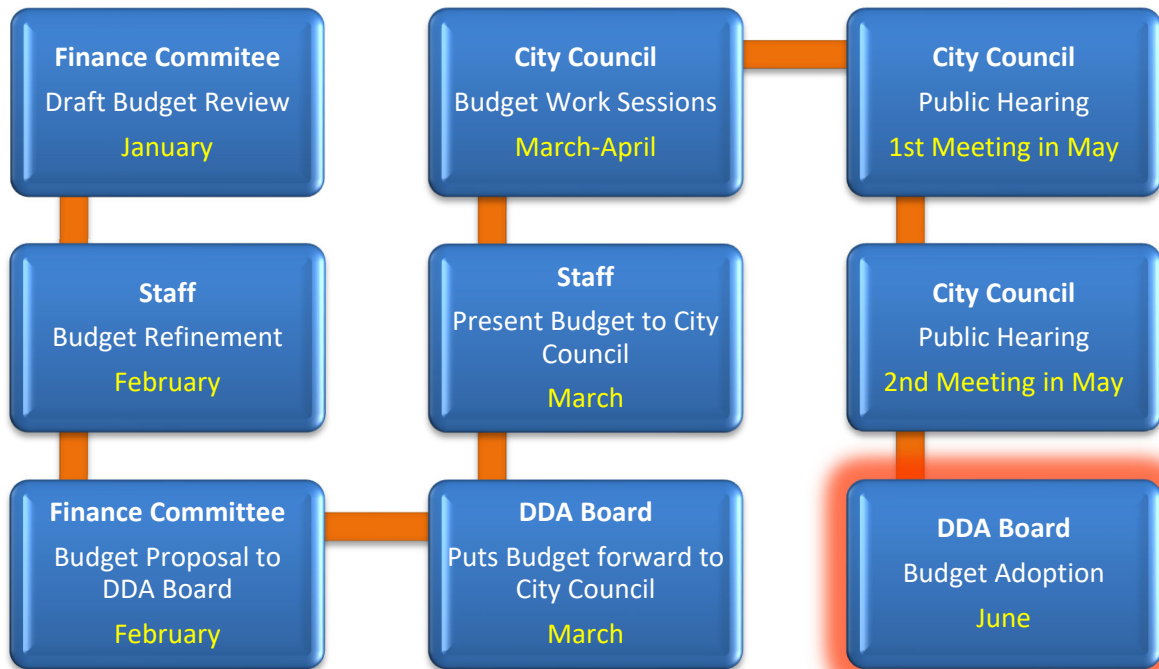 Finance Commitee
Draft Budget Review
January
Staff
Budget Refinement
February
Finance Committee
Budget Proposal to
DDA Board
February
DDA Board
Puts Budget forward to
City Council
March
Staff
Present Budget to City
Council
March
City Council
Budget Work Sessions
March-April
City Council
Public Hearing
1st Meeting in May
City Council
Public Hearing
2nd Meeting in May
DDA Board
Budget Adoption
June